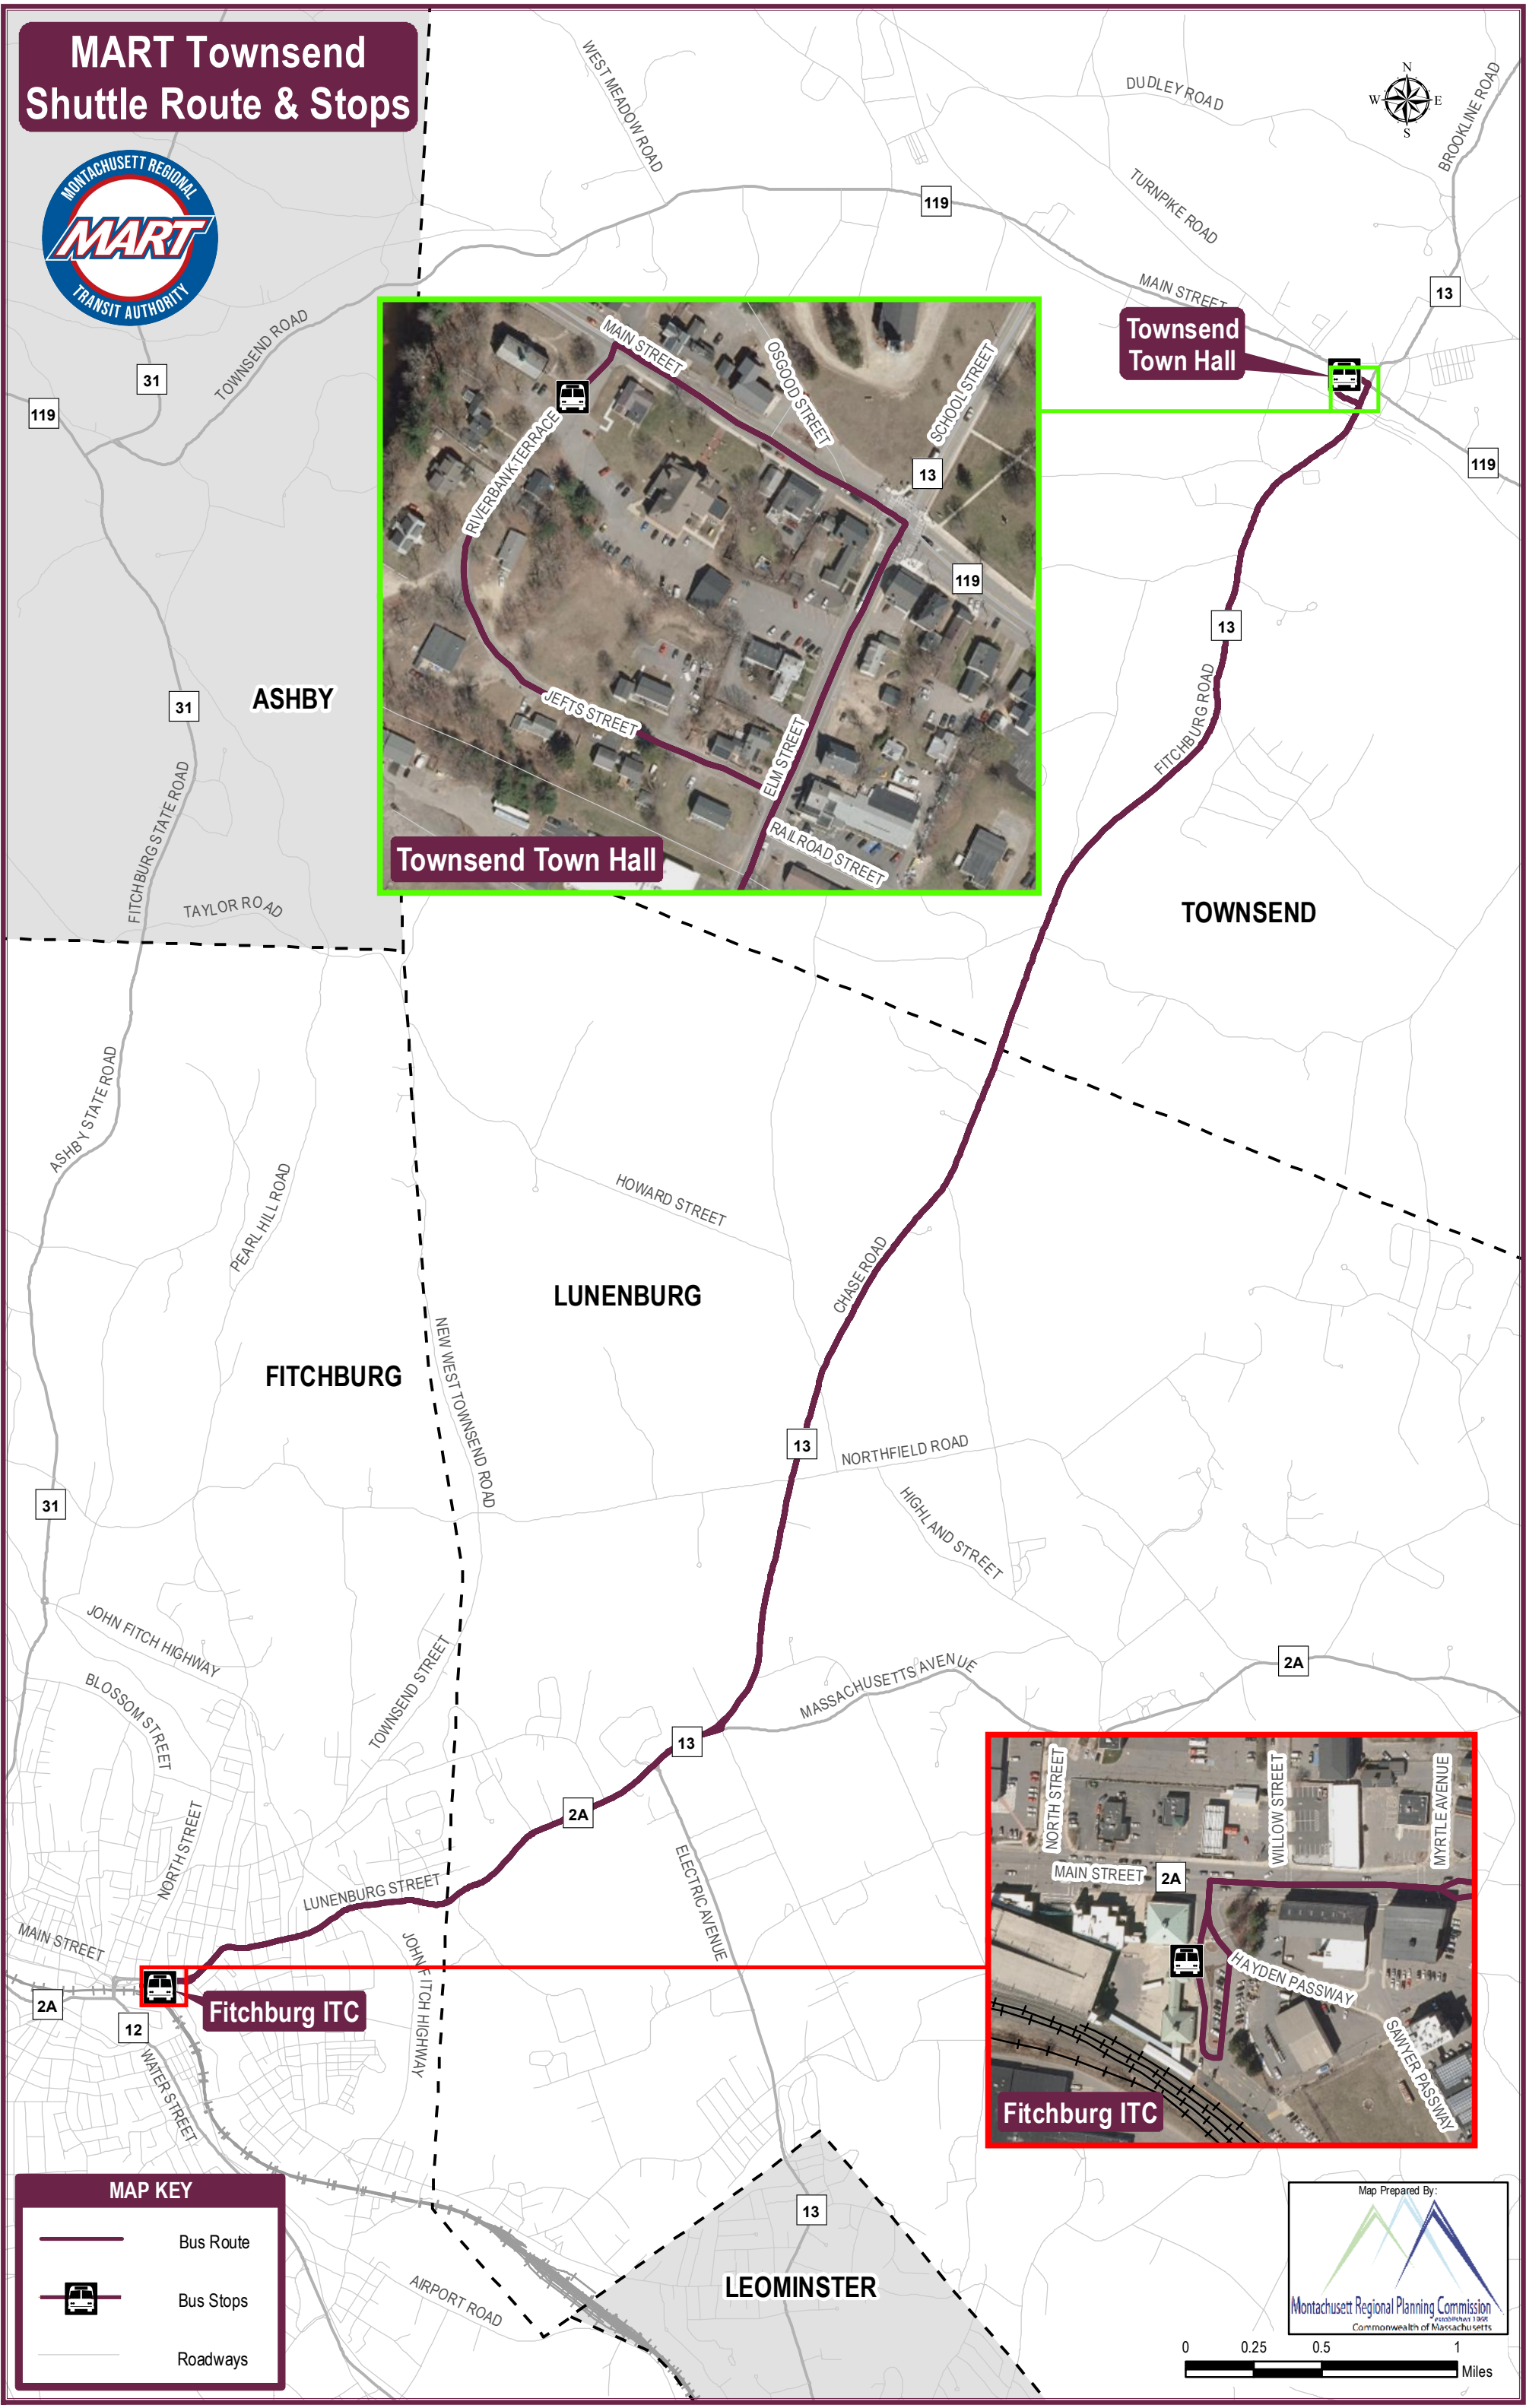 MART Townsend
Shuttle Route & Stops
MONTACHUSETT REGIONAL
MART
TRANSIT AUTHORITY
WEST MEADOW ROAD
DUDLEY ROAD
N
W
E
S
BROOKLINE ROAD
TURNPIKE ROAD
119
MAIN STREET
13
Townsend
Town Hall
31
TOWNSEND ROAD
119
119
MAIN STREET
OSGOOD STREET
SCHOOL STREET
13
RIVERBANK TERRACE
119
JEFTS STREET
ELM STREET
RAILROAD STREET
Townsend Town Hall
13
FITCHBURG ROAD
31
ASHBY
FITCHBURG STATE ROAD
TAYLOR ROAD
TOWNSEND
ASHBY STATE ROAD
PEARL HILL ROAD
HOWARD STREET
CHASE ROAD
LUNENBURG
FITCHBURG
NEW WEST TOWNSEND ROAD
13
NORTHFIELD ROAD
HIGHLAND STREET
31
JOHN FITCH HIGHWAY
BLOSSOM STREET
TOWNSEND STREET
MASSACHUSETTS AVENUE
2A
13
2A
NORTH STREET
LUNENBURG STREET
ELECTRIC AVENUE
MAIN STREET
JOHN FITCH HIGHWAY
2A
12
Fitchburg ITC
WATER STREET
NORTH STREET
WILLOW STREET
MYRTLE AVENUE
MAIN STREET
2A
HAYDEN PASSWAY
SAWYER PASSWAY
Fitchburg ITC
13
LEOMINSTER
AIRPORT ROAD
MAP KEY
Bus Route
Bus Stops
Roadways
Map Prepared By:
Montachusett Regional Planning Commission
established 1968
Commonwealth of Massachusetts
0 0.25 0.5 1
Miles